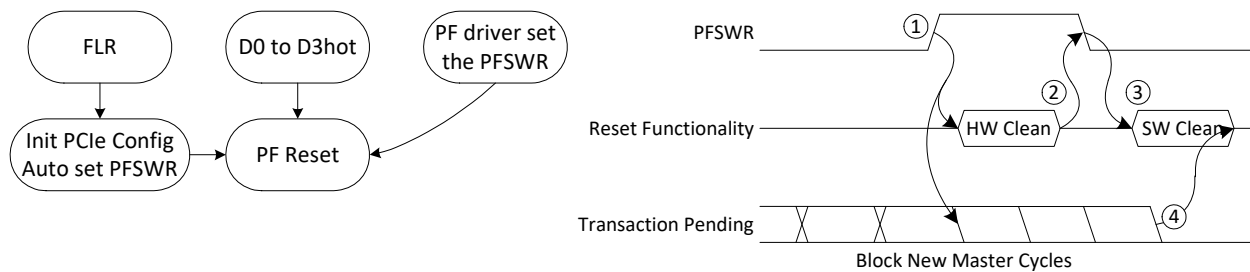 FLR
D0 to D3hot
PF driver set
the PFSWR
Init PCIe Config
Auto set PFSWR
PF Reset
PFSWR
①
Reset Functionality
HW Clean
②
③
SW Clean
Transaction Pending
④
Block New Master Cycles